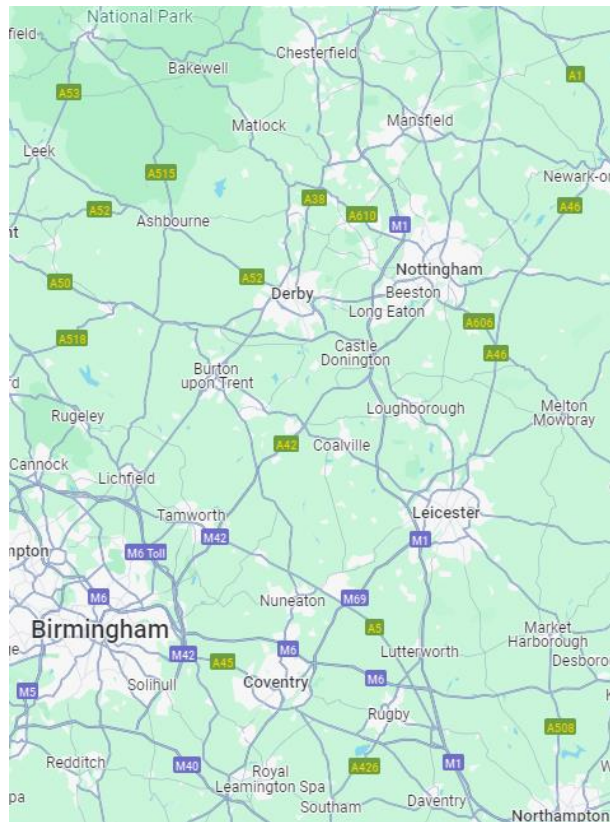 National Park
field
Chesterfield
Bakewell
A1
A53
Mansfield
Matlock
Leek
A515
Newark-on
A38
A52
A610
A46
Ashbourne
M1
nt
A52
Nottingham
A50
Derby
Beeston
Long Eaton
A606
A518
Castle
Donington
A46
Burton
upon Trent
rd
Rugeley
Loughborough
Melton
Mowbray
A42
Coalville
Cannock
Lichfield
Tamworth
Leicester
M42
M1
mpton
M6 Toll
M6
M69
Nuneaton
A5
Birmingham
Market
Harborough
M6
Lutterworth
M42
A45
Desboro
M5
Solihull
Coventry
M6
K
Rugby
A508
Redditch
M40
Royal
Leamington Spa
A426
M1
W
pa
Southam
Daventry
Northampton
ge